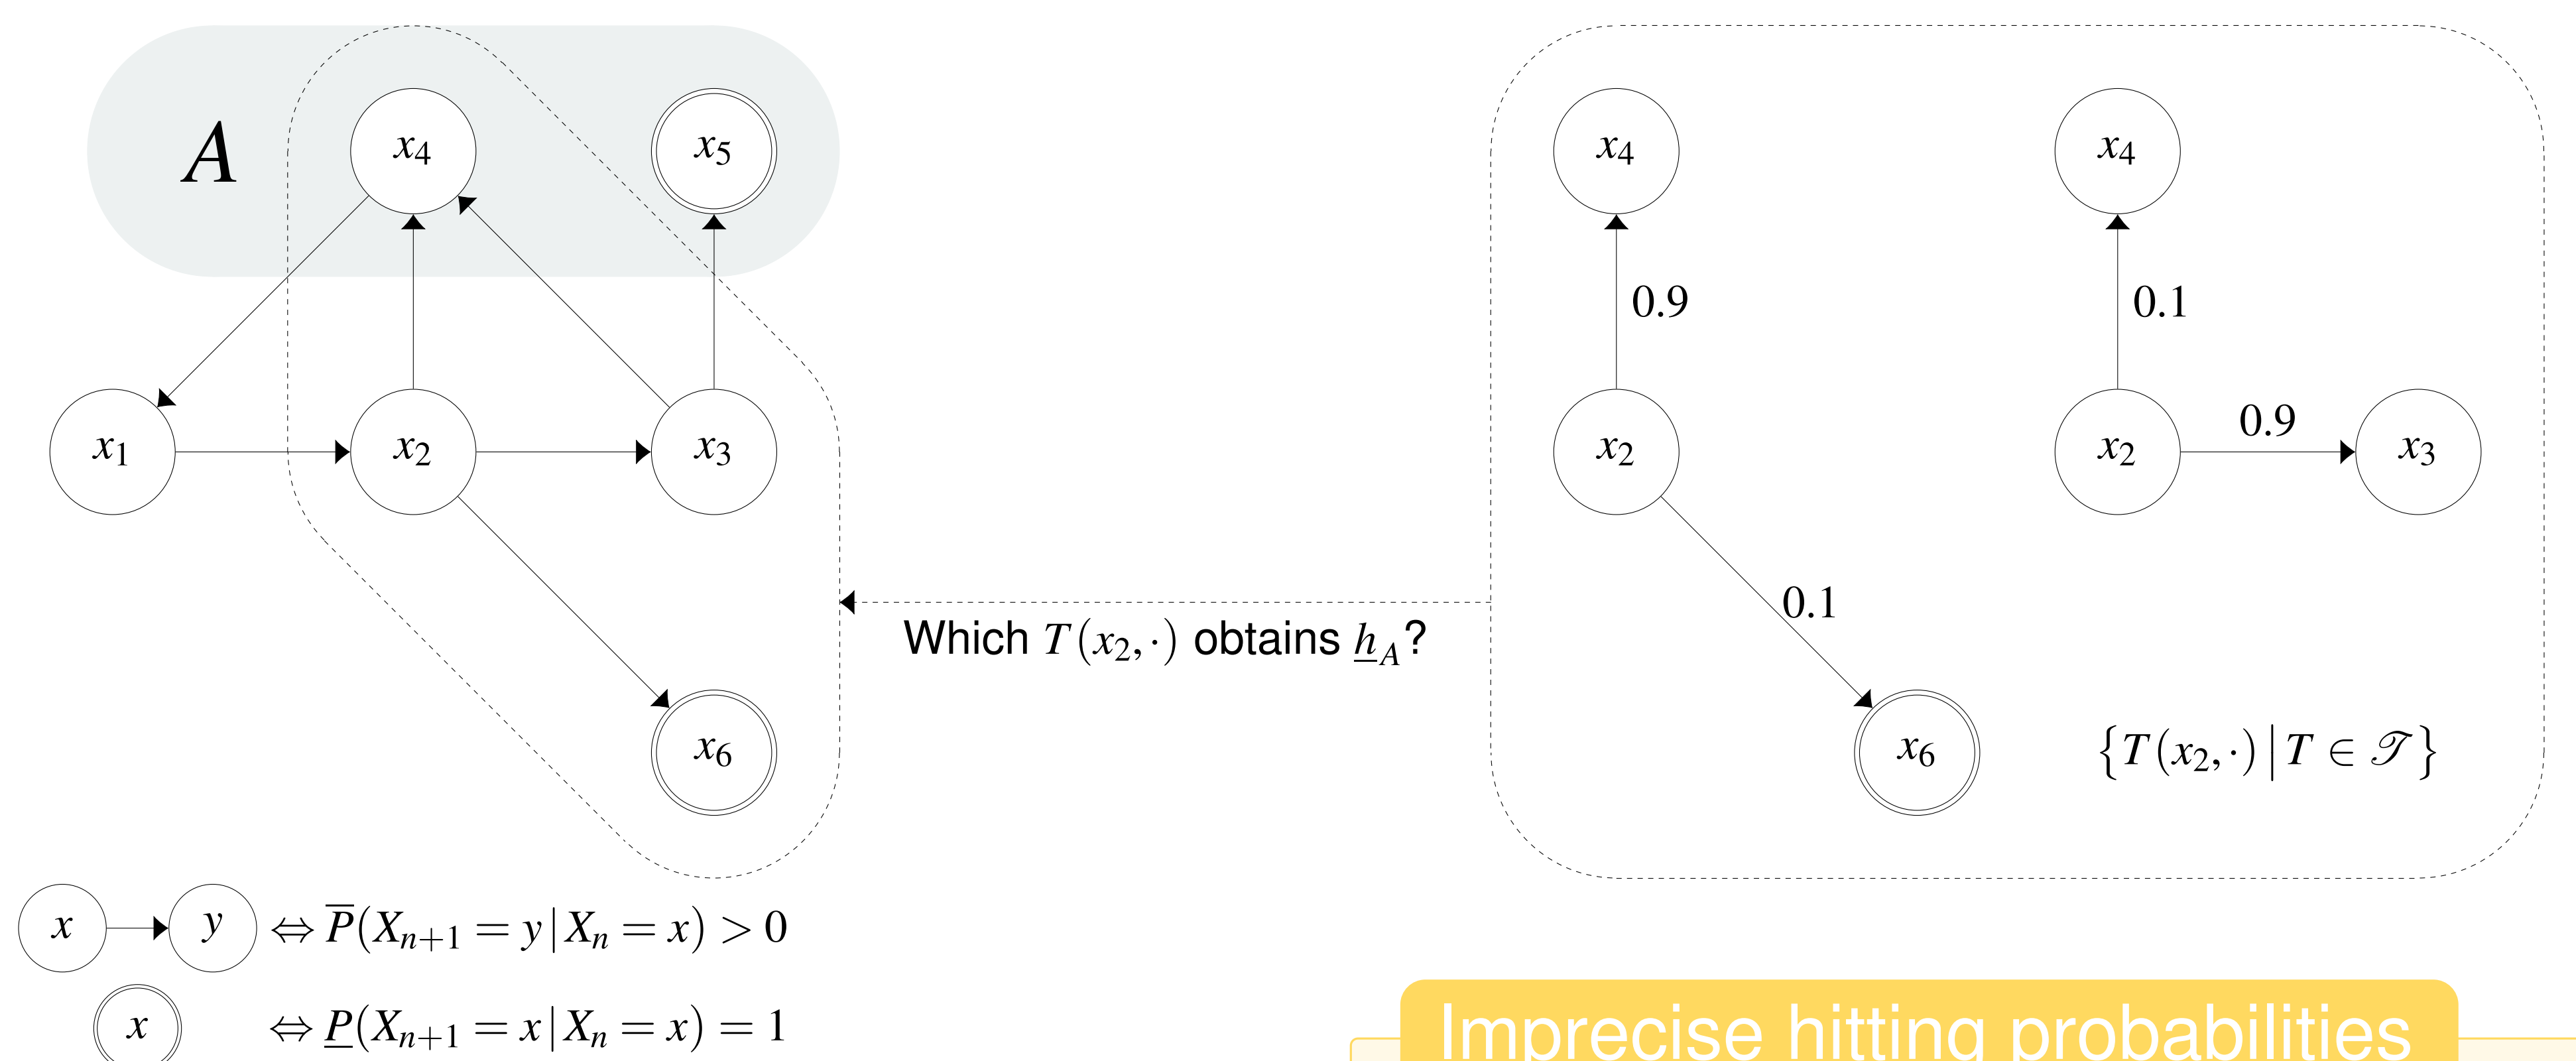 A
x4
x5
x4
x4
0.9
0.1
x1
x2
x3
x2
0.9
x3
x2
0.1
Which T(x2, ·) obtains h̲A?
x6
x6
{T(x2, ·) | T ∈ 𝒯}
x y ⇔ P̅(Xn+1 = y | Xn = x) > 0
x ⇔ P̲(Xn+1 = x | Xn = x) = 1
Imprecise hitting probabilities